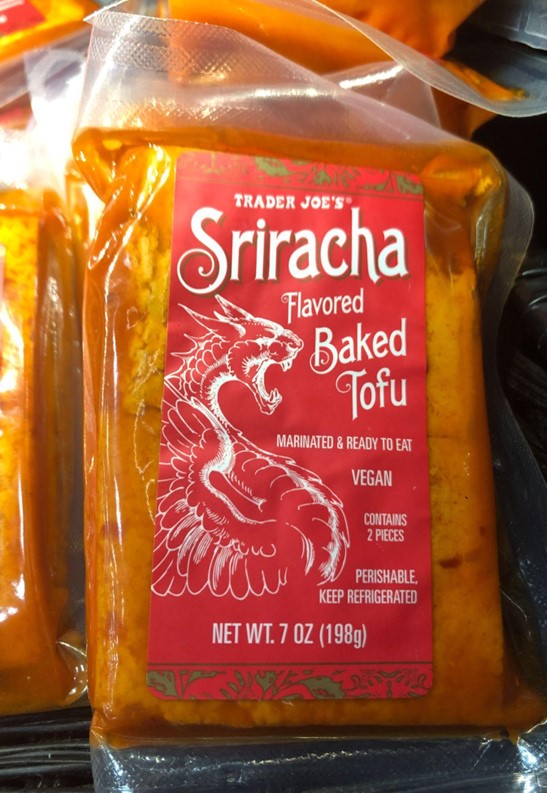 TRADER JOE'S®
Sriracha
Flavored
Baked
Tofu
MARINATED & READY TO EAT
VEGAN
CONTAINS
2 PIECES
PERISHABLE,
KEEP REFRIGERATED
NET WT. 7 OZ (198g)